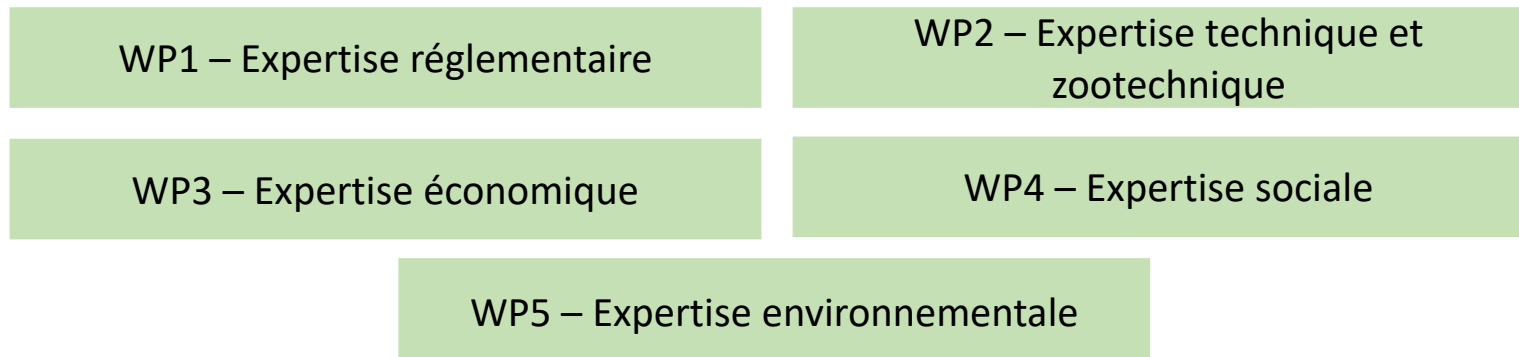 WP1 – Expertise réglementaire
WP2 – Expertise technique et
zootechnique
WP3 – Expertise économique
WP4 – Expertise sociale
WP5 – Expertise environnementale